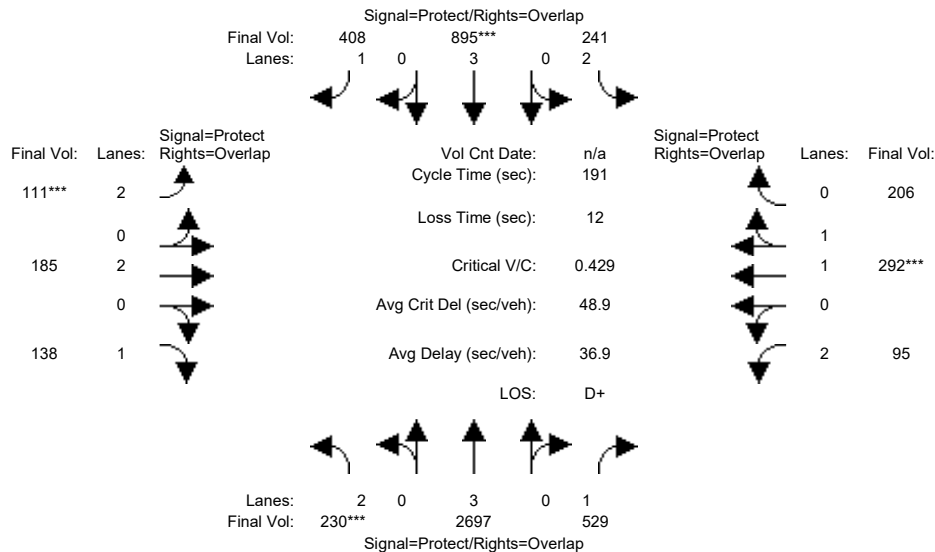 Signal=Protect/Rights=Overlap
Final Vol: 408 895*** 241
Lanes: 1 0 3 0 2
Signal=Protect
Final Vol: Lanes: Rights=Overlap
Vol Cnt Date: n/a
Signal=Protect
Rights=Overlap Lanes: Final Vol:
Cycle Time (sec): 191
111*** 2
0 206
Loss Time (sec): 12
0
1
185 2
Critical V/C: 0.429
1 292***
0
Avg Crit Del (sec/veh): 48.9
0
138 1
Avg Delay (sec/veh): 36.9
2 95
LOS: D+
Lanes: 2 0 3 0 1
Final Vol: 230*** 2697 529
Signal=Protect/Rights=Overlap